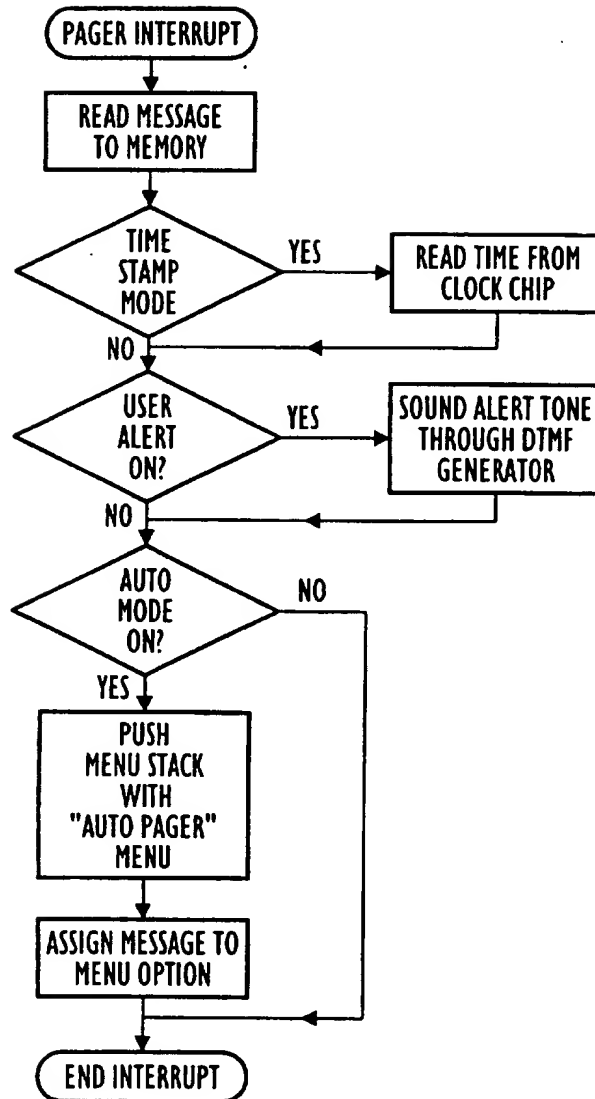 PAGER INTERRUPT
READ MESSAGE
TO MEMORY
TIME
STAMP
MODE
YES
READ TIME FROM
CLOCK CHIP
NO
USER
ALERT
ON?
YES
SOUND ALERT TONE
THROUGH DTMF
GENERATOR
NO
AUTO
MODE
ON?
NO
YES
PUSH
MENU STACK
WITH
"AUTO PAGER"
MENU
ASSIGN MESSAGE TO
MENU OPTION
END INTERRUPT